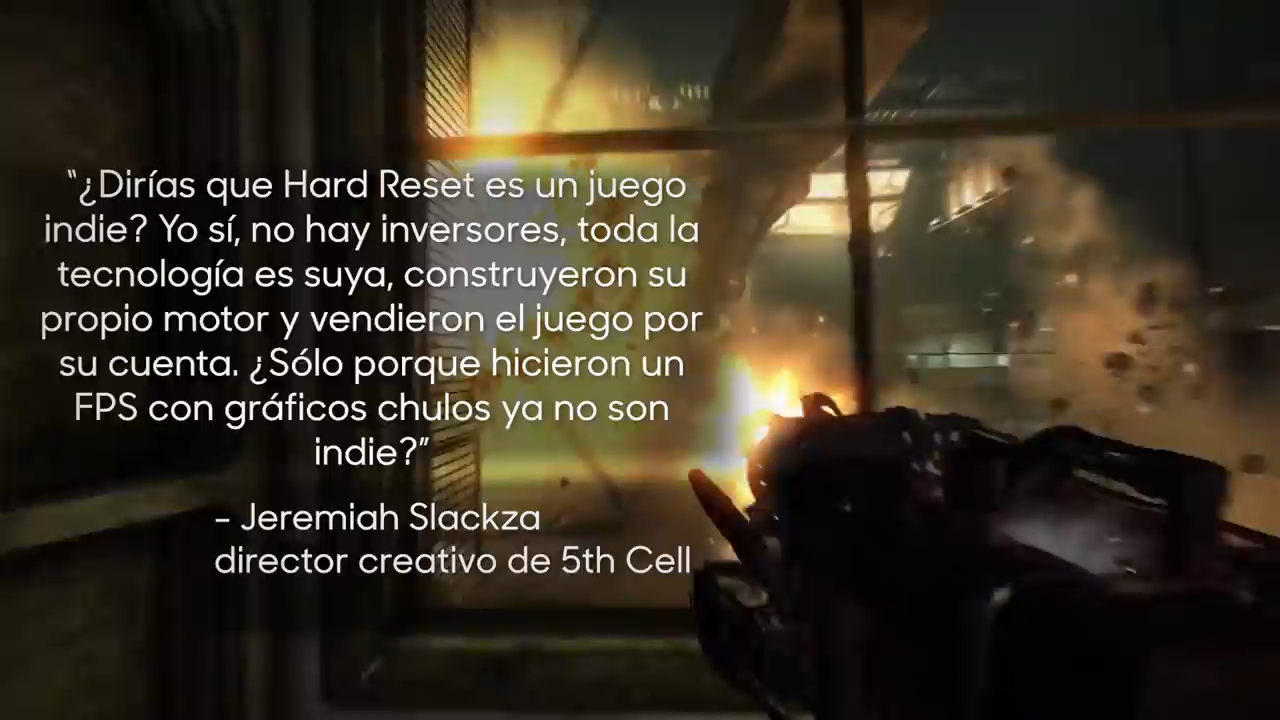 “¿Dirías que Hard Reset es un juego
indie? Yo sí, no hay inversores, toda la
tecnología es suya, construyeron su
propio motor y vendieron el juego por
su cuenta. ¿Sólo porque hicieron un
FPS con gráficos chulos ya no son
indie?”
– Jeremiah Slackza
director creativo de 5th Cell